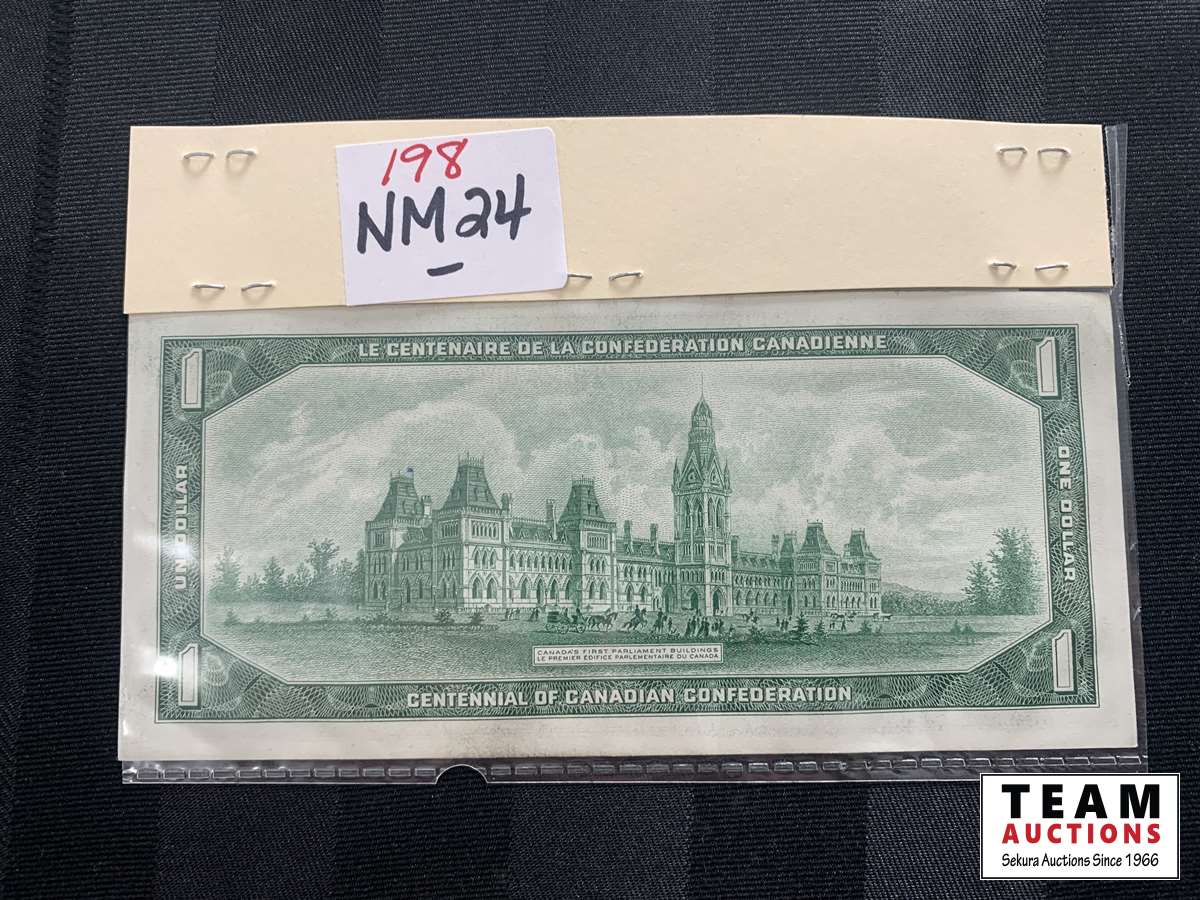 198
NM24
LE CENTENAIRE DE LA CONFEDERATION CANADIENNE
1
1
UN DOLLAR
ONE DOLLAR
CANADA'S FIRST PARLIAMENT BUILDINGS
LE PREMIER EDIFICE PARLEMENTAIRE DU CANADA
1
1
CENTENNIAL OF CANADIAN CONFEDERATION
TEAM
AUCTIONS
Sekura Auctions Since 1966